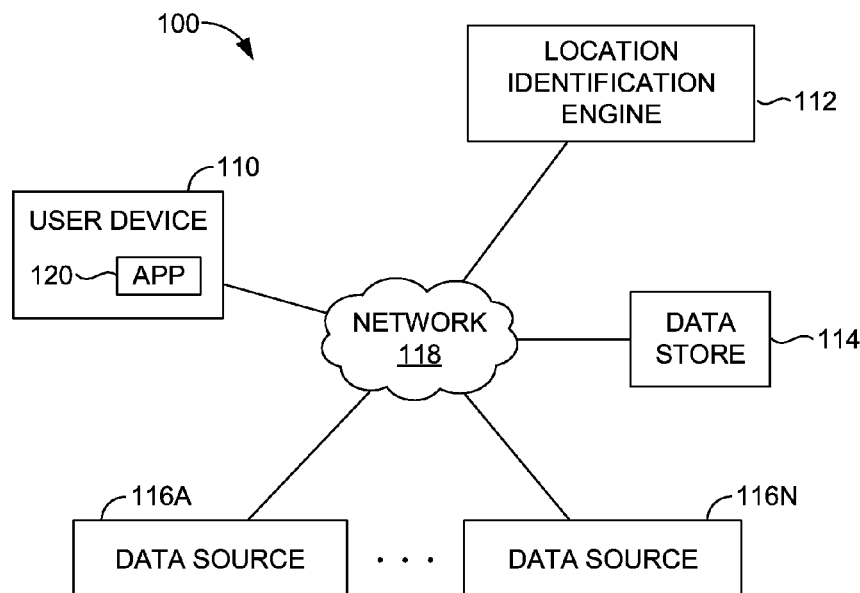 100
LOCATION
IDENTIFICATION
ENGINE
112
110
USER DEVICE
120
APP
NETWORK
118
DATA
STORE
114
116A
DATA SOURCE
. . .
116N
DATA SOURCE